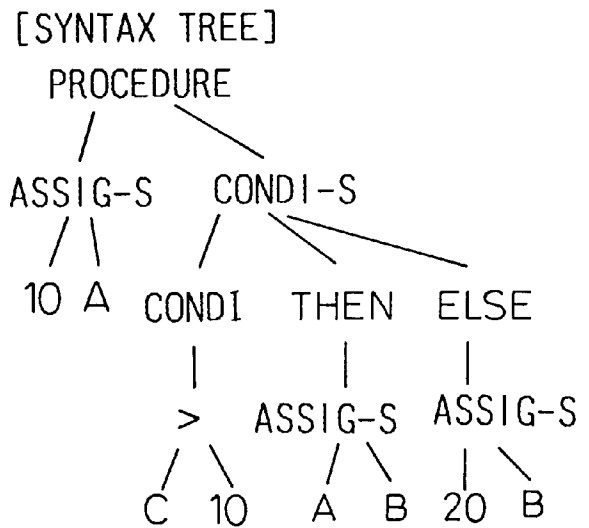 [SYNTAX TREE]
PROCEDURE
ASSIG-S CONDI-S
10 A CONDI THEN ELSE
> ASSIG-S ASSIG-S
C 10 A B 20 B